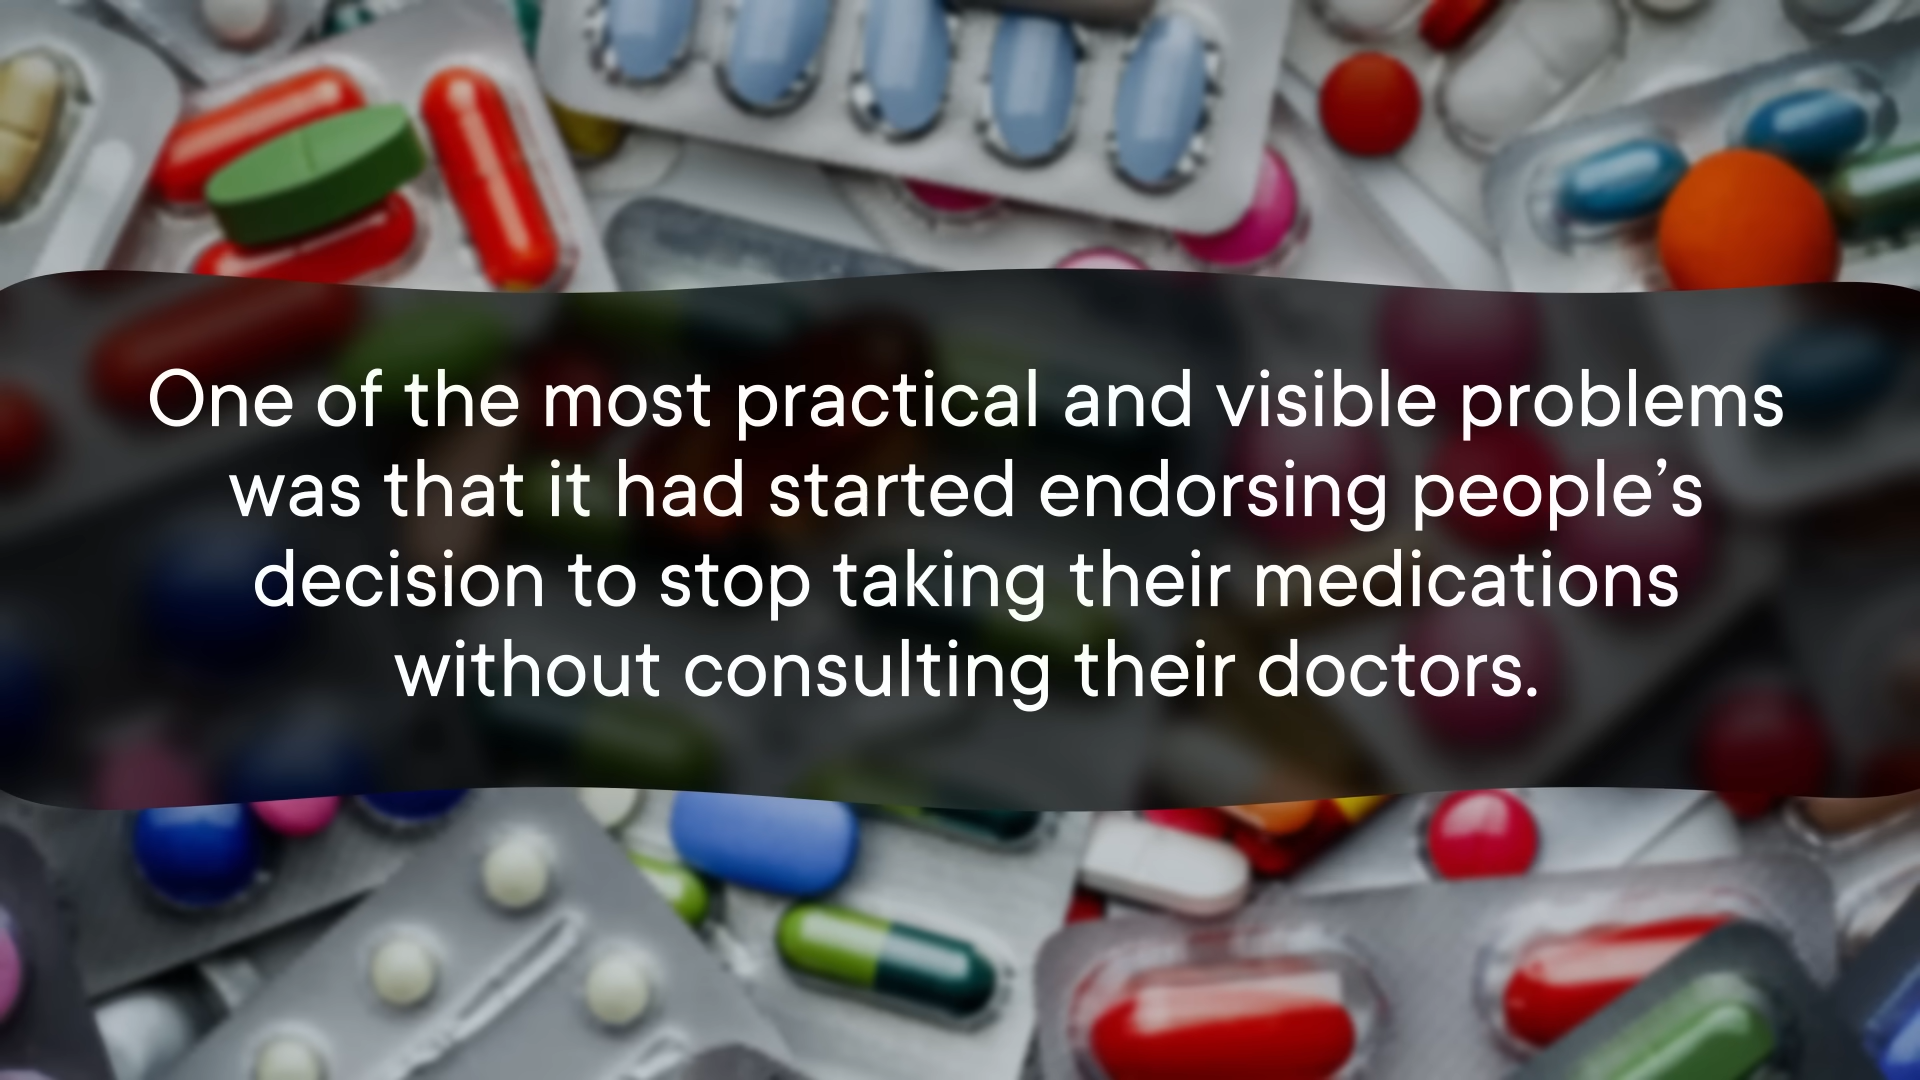 One of the most practical and visible problems
was that it had started endorsing people’s
decision to stop taking their medications
without consulting their doctors.